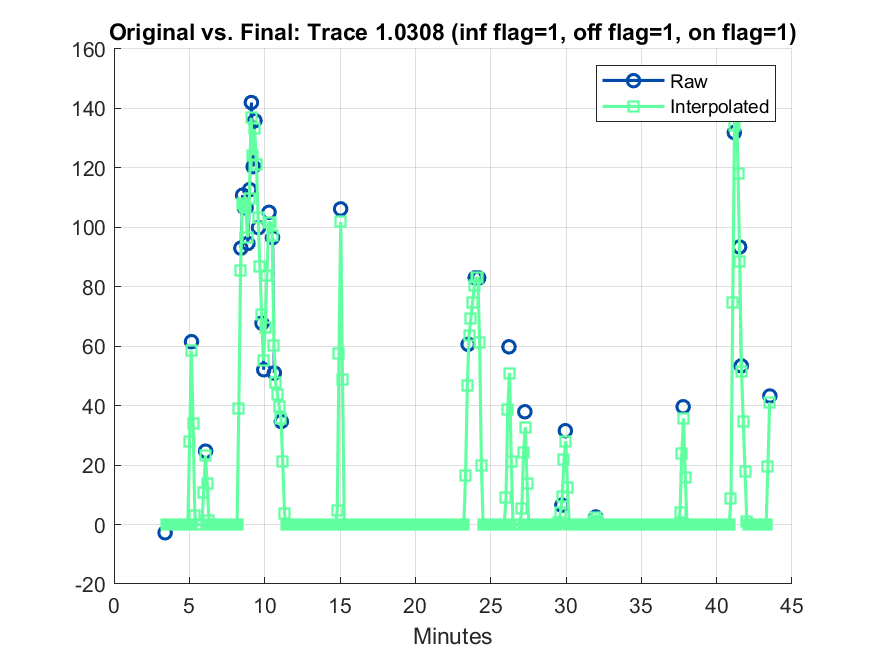 Original vs. Final: Trace 1.0308 (inf flag=1, off flag=1, on flag=1)
160
140
120
100
80
60
40
20
0
-20
Raw
Interpolated
0 5 10 15 20 25 30 35 40 45
Minutes